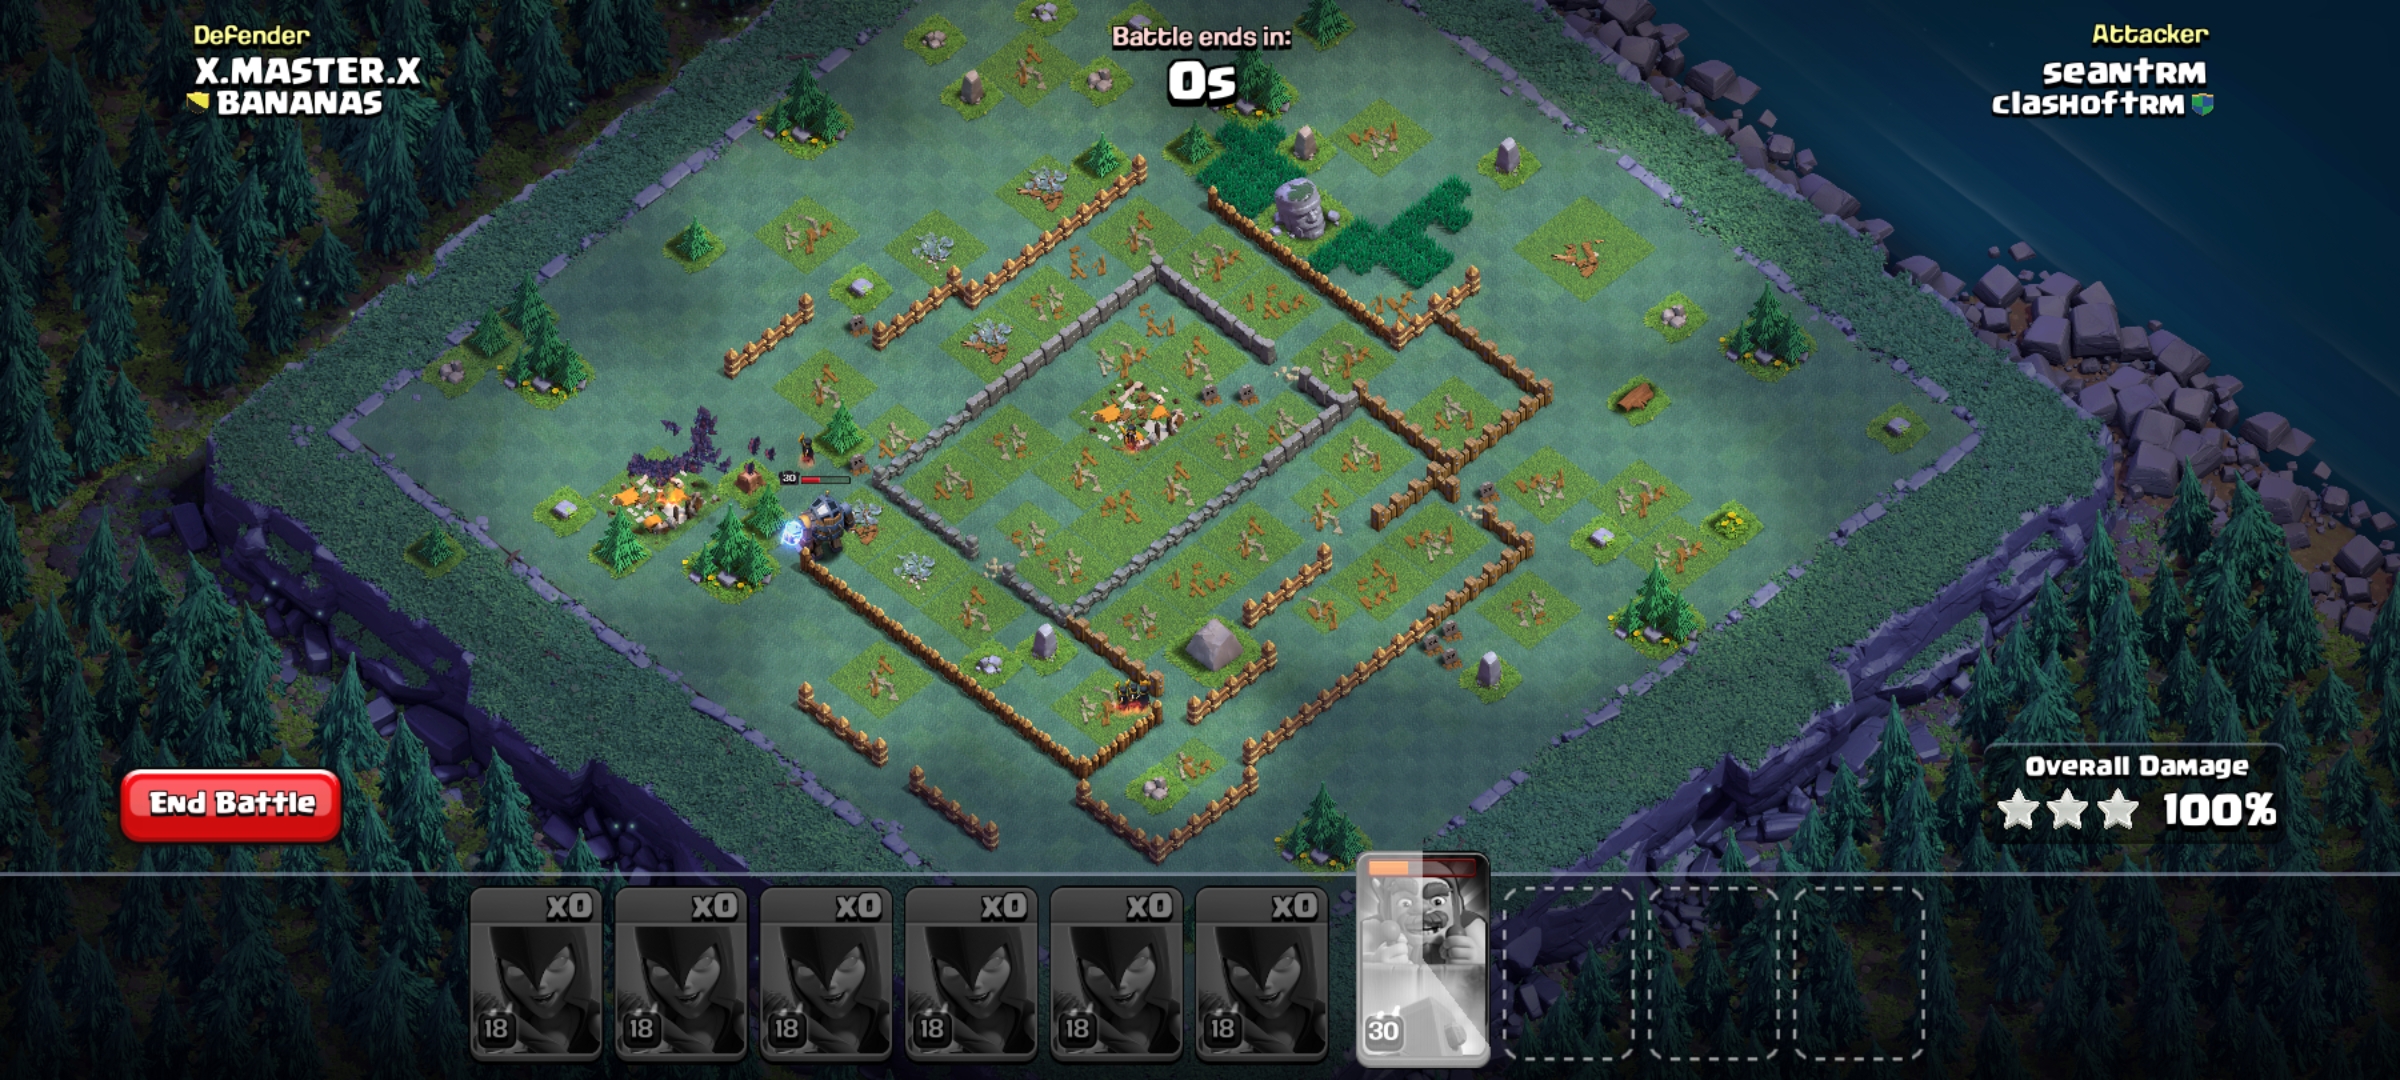 Defender
X.MASTER.X
BANANAS
Battle ends in:
0s
Attacker
seantRM
clashoftRM
30
End Battle
Overall Damage
100%
x0 x0 x0 x0 x0 x0
18 18 18 18 18 18 30